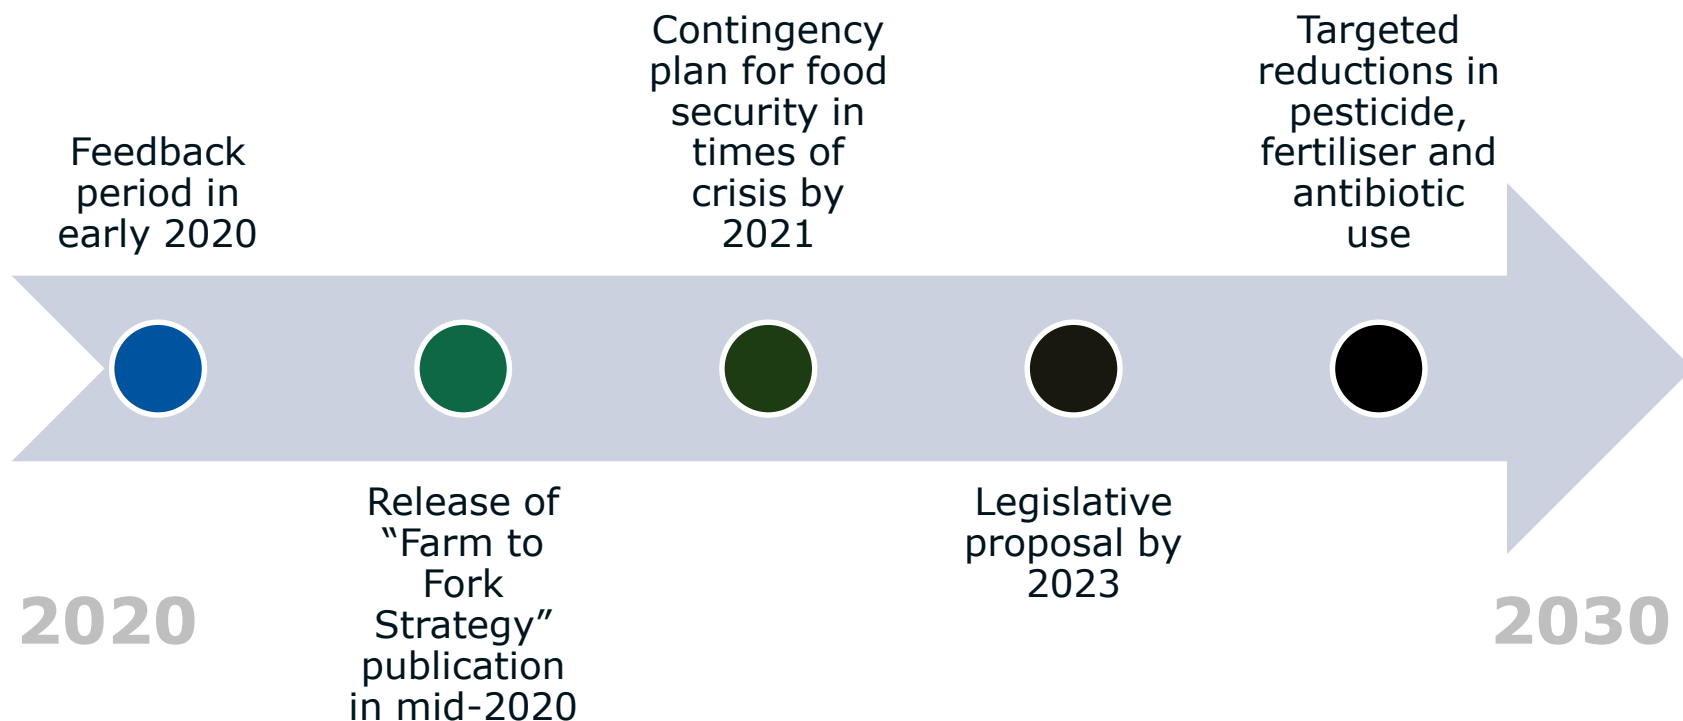 Feedback
period in
early 2020
Release of
“Farm to
Fork
Strategy”
publication
in mid-2020
Contingency
plan for food
security in
times of
crisis by
2021
Legislative
proposal by
2023
Targeted
reductions in
pesticide,
fertiliser and
antibiotic
use
2020
2030